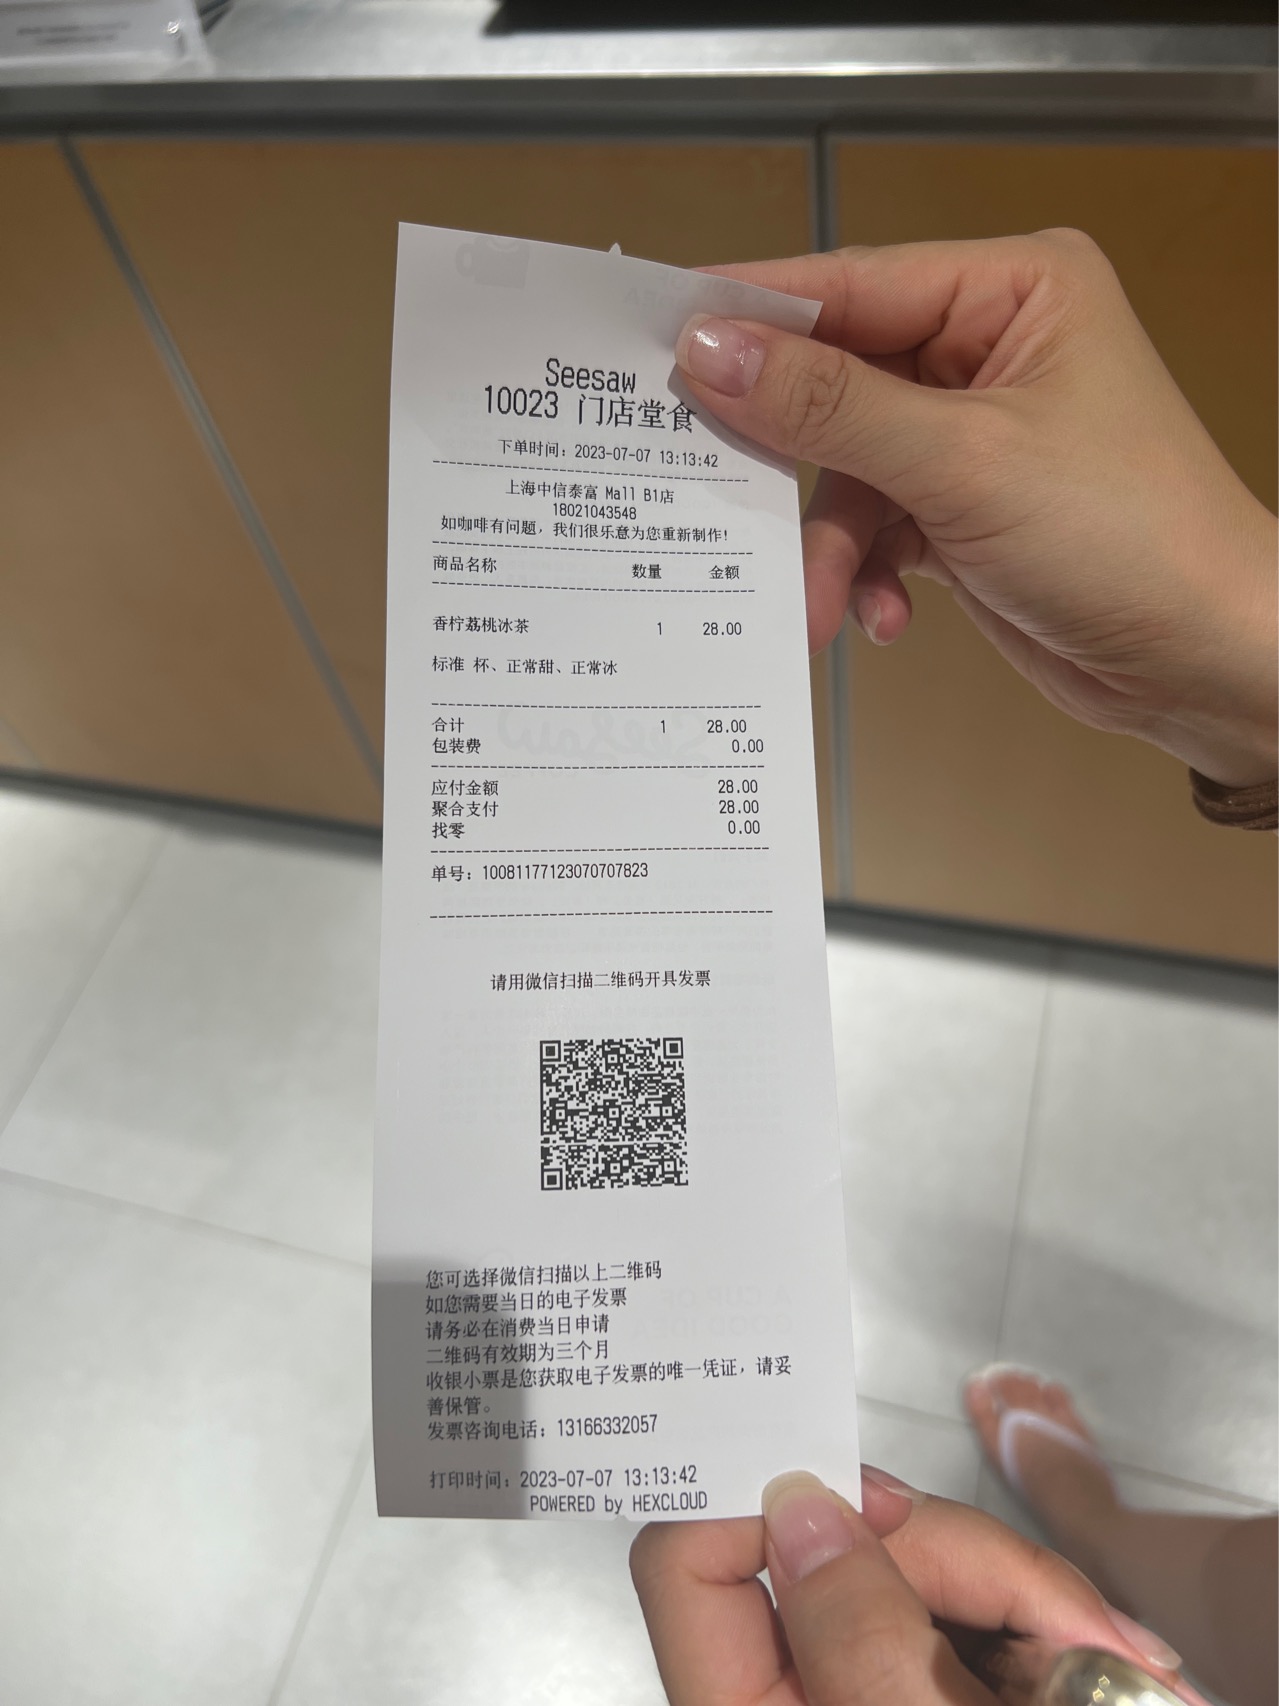 Seesaw
10023 门店堂食
下单时间：2023-07-07 13:13:42
上海中信泰富 Mall B1店
18021043548
如咖啡有问题，我们很乐意为您重新制作！
商品名称 数量 金额
香柠荔桃冰茶 1 28.00
标准 杯、正常甜、正常冰
合计 1 28.00
包装费 0.00
应付金额 28.00
聚合支付 28.00
找零 0.00
单号：10081177123070707823
请用微信扫描二维码开具发票
您可选择微信扫描以上二维码
如您需要当日的电子发票
请务必在消费当日申请
二维码有效期为三个月
收银小票是您获取电子发票的唯一凭证，请妥
善保管。
发票咨询电话：13166332057
打印时间：2023-07-07 13:13:42
POWERED by HEXCLOUD